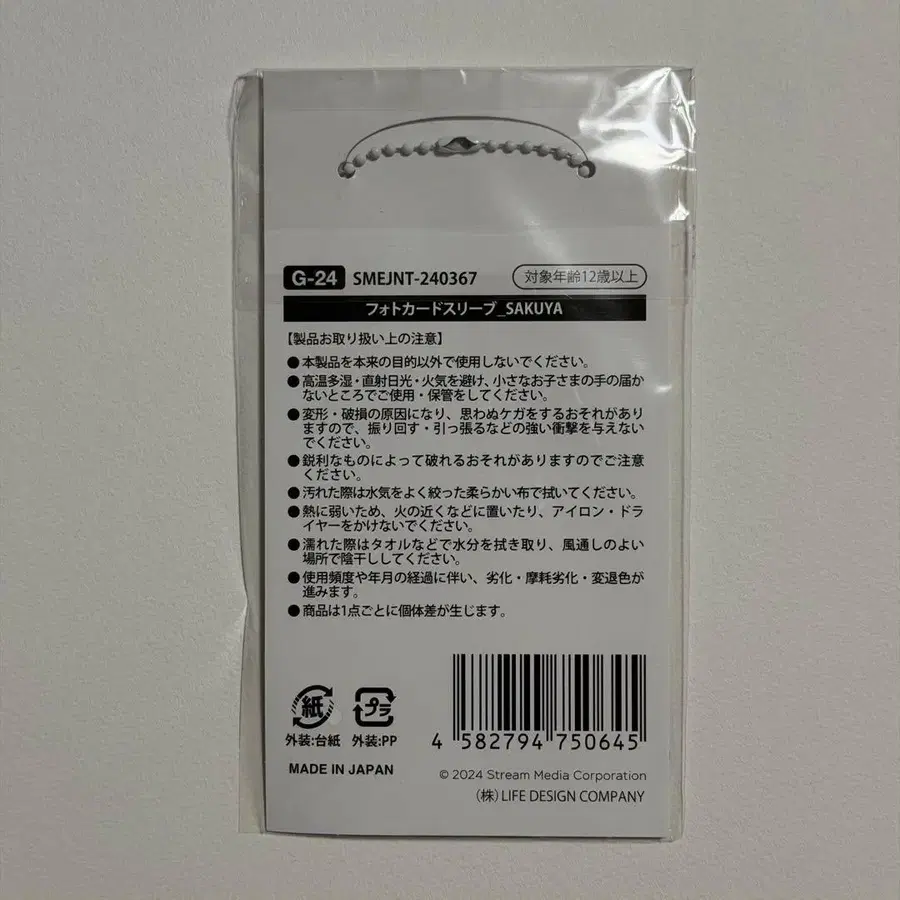 G-24 SMEJNT-240367 対象年齢12歳以上
フォトカードスリーブ_SAKUYA
【製品お取り扱い上の注意】
●本製品を本来の目的以外で使用しないでください。
●高温多湿・直射日光・火気を避け、小さなお子さまの手の届か
ないところでご使用・保管をしてください。
●変形・破損の原因になり、思わぬケガをするおそれがあり
ますので、振り回す・引っ張るなどの強い衝撃を与えない
でください。
●鋭利なものによって破れるおそれがありますのでご注意
ください。
●汚れた際は水気をよく絞った柔らかい布で拭いてください。
●熱に弱いため、火の近くなどに置いたり、アイロン・ドラ
イヤーをかけないでください。
●濡れた際はタオルなどで水分を拭き取り、風通しのよい
場所で陰干ししてください。
●使用頻度や年月の経過に伴い、劣化・摩耗劣化・変退色が
進みます。
●商品は1点ごとに個体差が生じます。
紙 プラ
外装:台紙 外装:PP
4 582794 750645
MADE IN JAPAN
© 2024 Stream Media Corporation
(株)LIFE DESIGN COMPANY